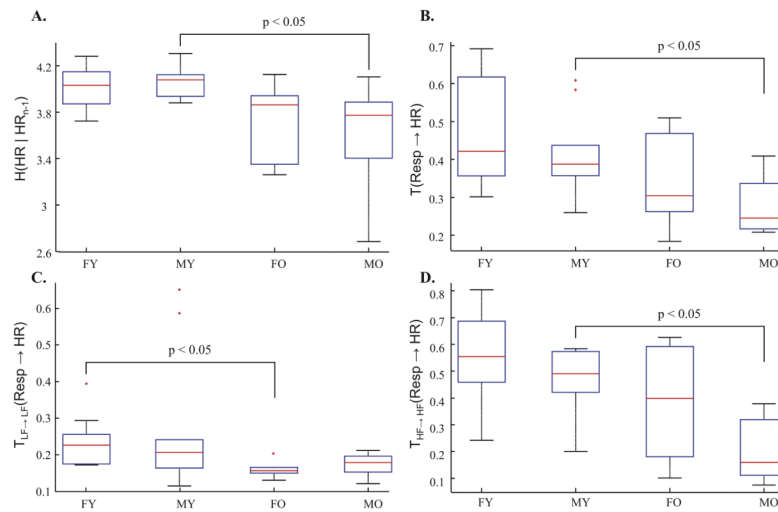 A.
p < 0.05
H(HR | HRn-1)
4.2
3.8
3.4
3
2.6
FY MY FO MO
B.
p < 0.05
T(Resp → HR)
0.7
0.6
0.5
0.4
0.3
0.2
FY MY FO MO
C.
p < 0.05
TLF→LF(Resp → HR)
0.6
0.5
0.4
0.3
0.2
0.1
FY MY FO MO
D.
p < 0.05
THF→HF(Resp → HR)
0.8
0.7
0.6
0.5
0.4
0.3
0.2
0.1
FY MY FO MO